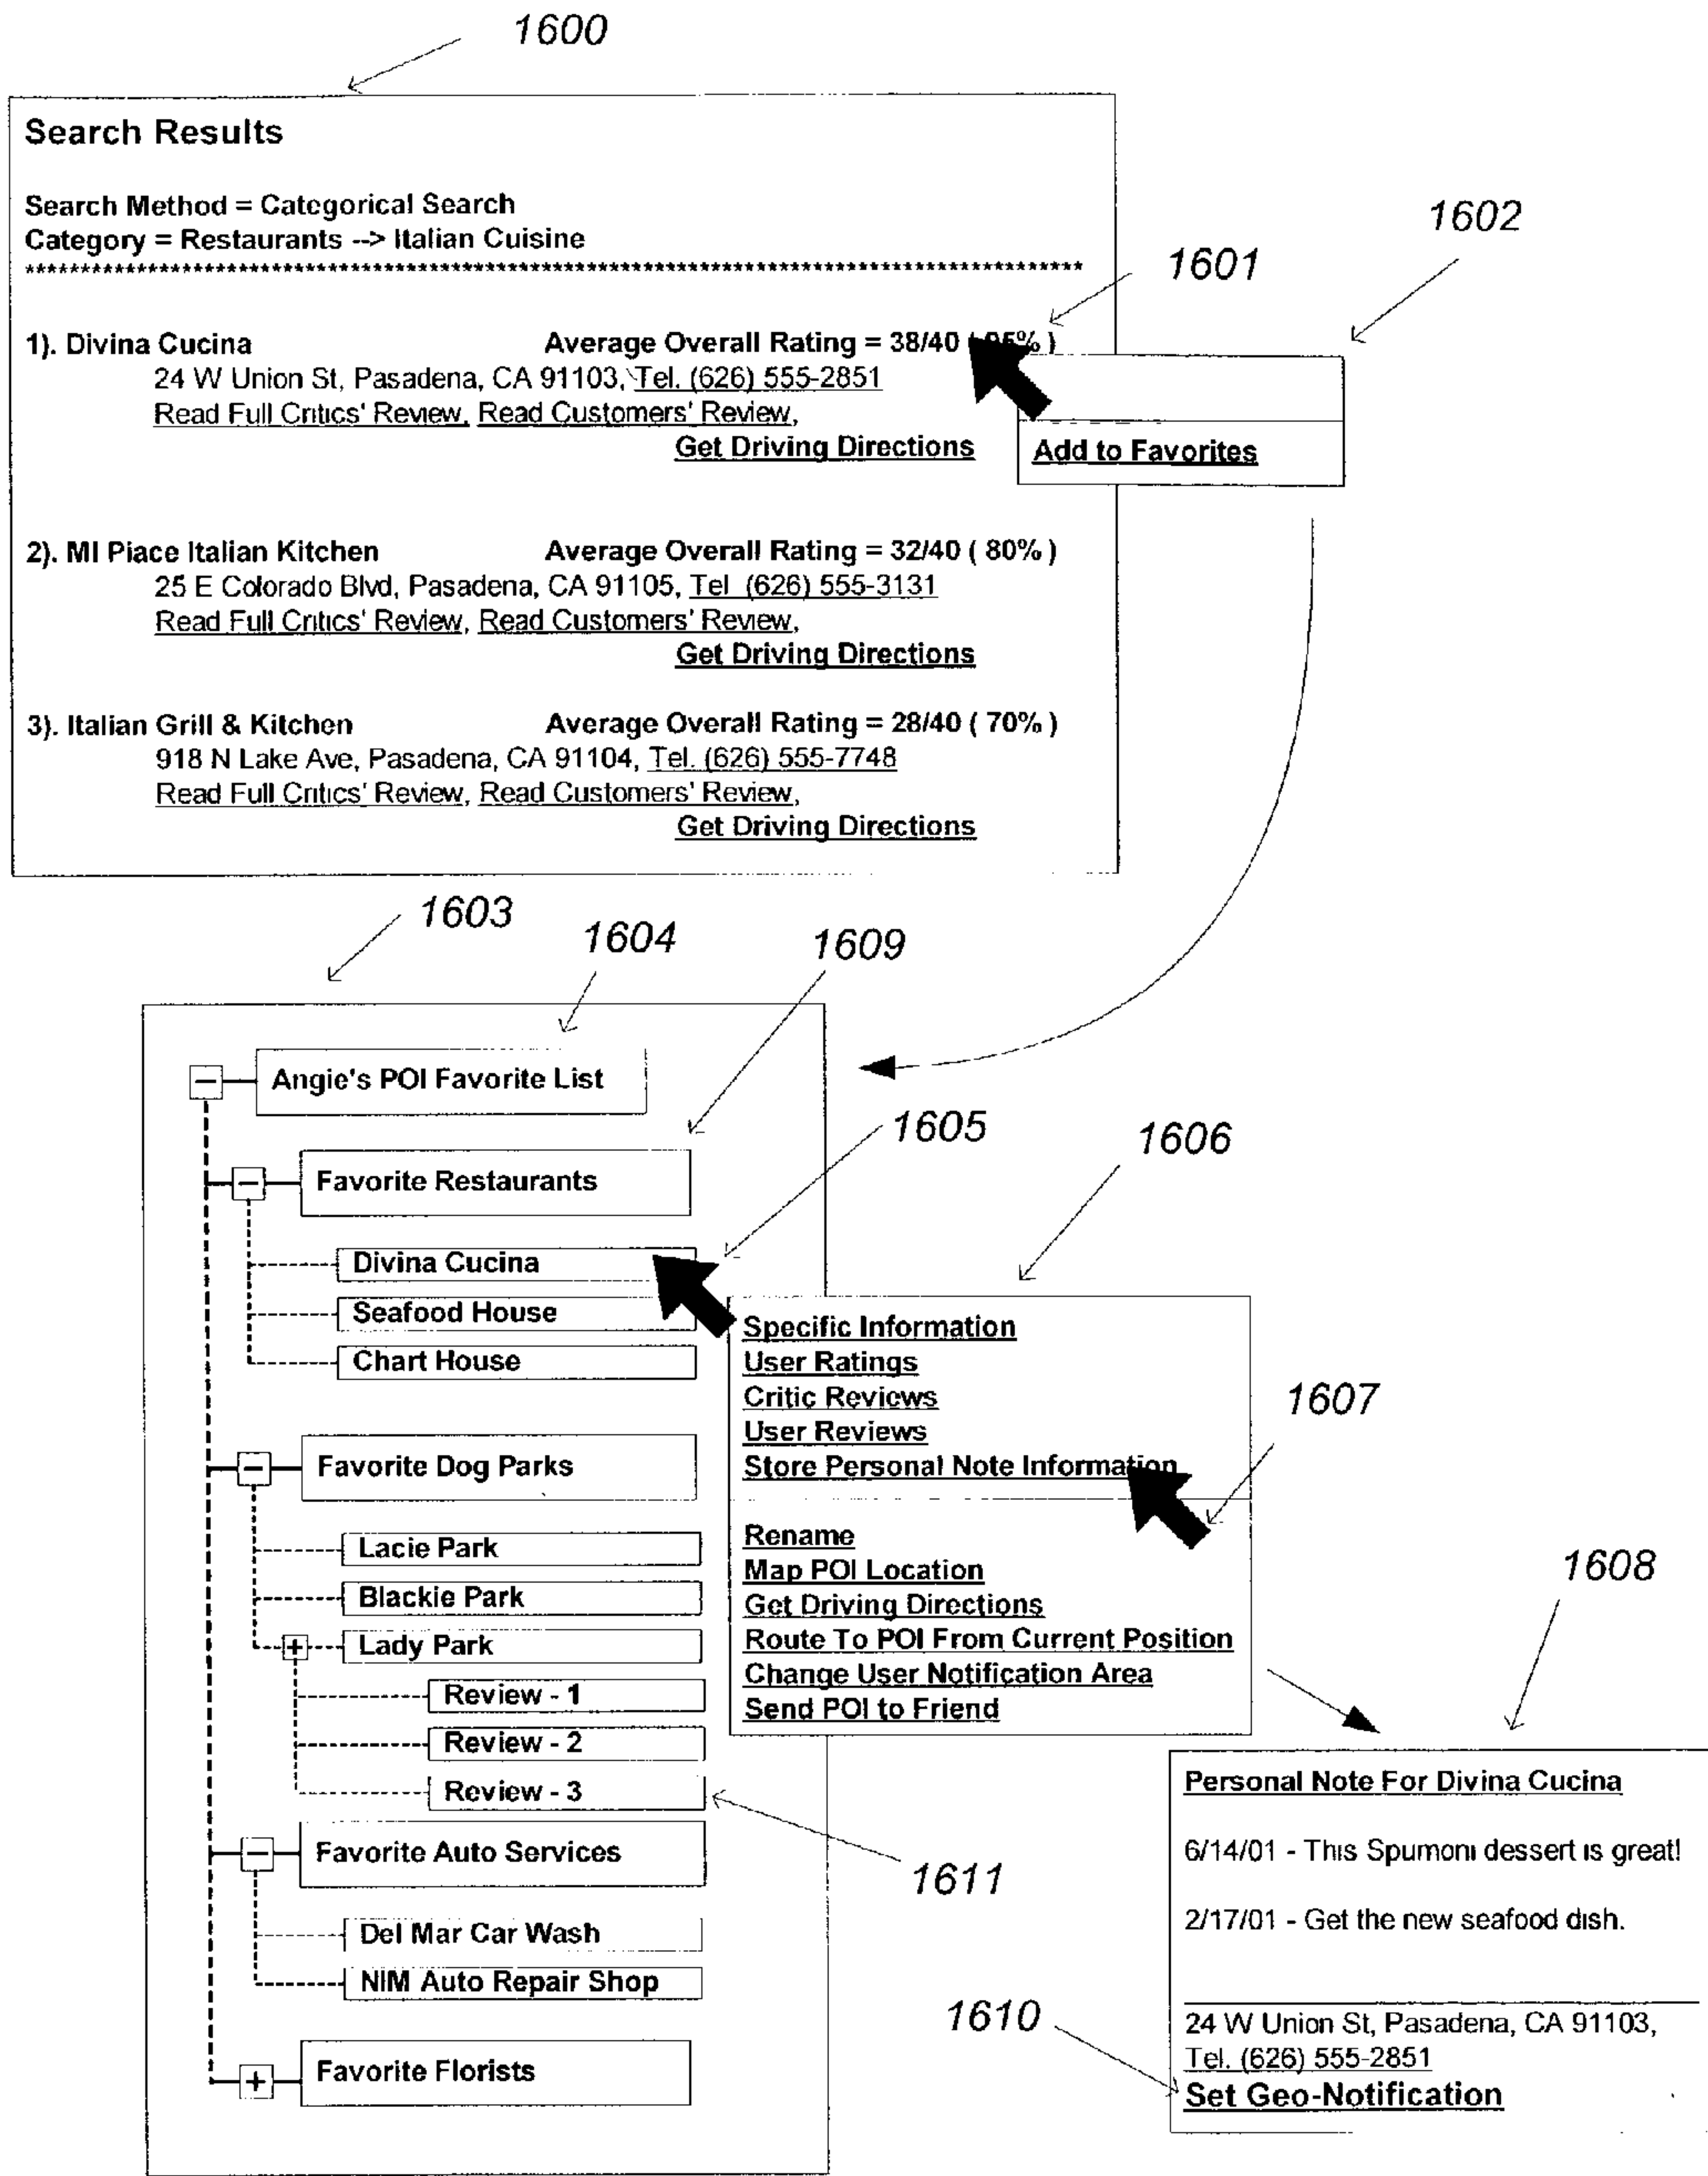 1600
Search Results
Search Method = Categorical Search
Category = Restaurants --> Italian Cuisine
*****************************************************************************************************
1602
1601
1). Divina Cucina Average Overall Rating = 38/40 ( 95% )
24 W Union St, Pasadena, CA 91103, Tel. (626) 555-2851
Read Full Critics' Review, Read Customers' Review,
Get Driving Directions
Add to Favorites
2). MI Piace Italian Kitchen Average Overall Rating = 32/40 ( 80% )
25 E Colorado Blvd, Pasadena, CA 91105, Tel (626) 555-3131
Read Full Critics' Review, Read Customers' Review,
Get Driving Directions
3). Italian Grill & Kitchen Average Overall Rating = 28/40 ( 70% )
918 N Lake Ave, Pasadena, CA 91104, Tel. (626) 555-7748
Read Full Critics' Review, Read Customers' Review,
Get Driving Directions
1603
1604
1609
Angie's POI Favorite List
1605
1606
Favorite Restaurants
Divina Cucina
Seafood House
Chart House
Specific Information
User Ratings
Critic Reviews
User Reviews
Store Personal Note Information
1607
Rename
Map POI Location
Get Driving Directions
Route To POI From Current Position
Change User Notification Area
Send POI to Friend
Favorite Dog Parks
Lacie Park
Blackie Park
Lady Park
Review - 1
Review - 2
Review - 3
1611
Favorite Auto Services
Del Mar Car Wash
NIM Auto Repair Shop
Favorite Florists
1608
Personal Note For Divina Cucina
6/14/01 - This Spumoni dessert is great!
2/17/01 - Get the new seafood dish.
24 W Union St, Pasadena, CA 91103,
Tel. (626) 555-2851
1610
Set Geo-Notification